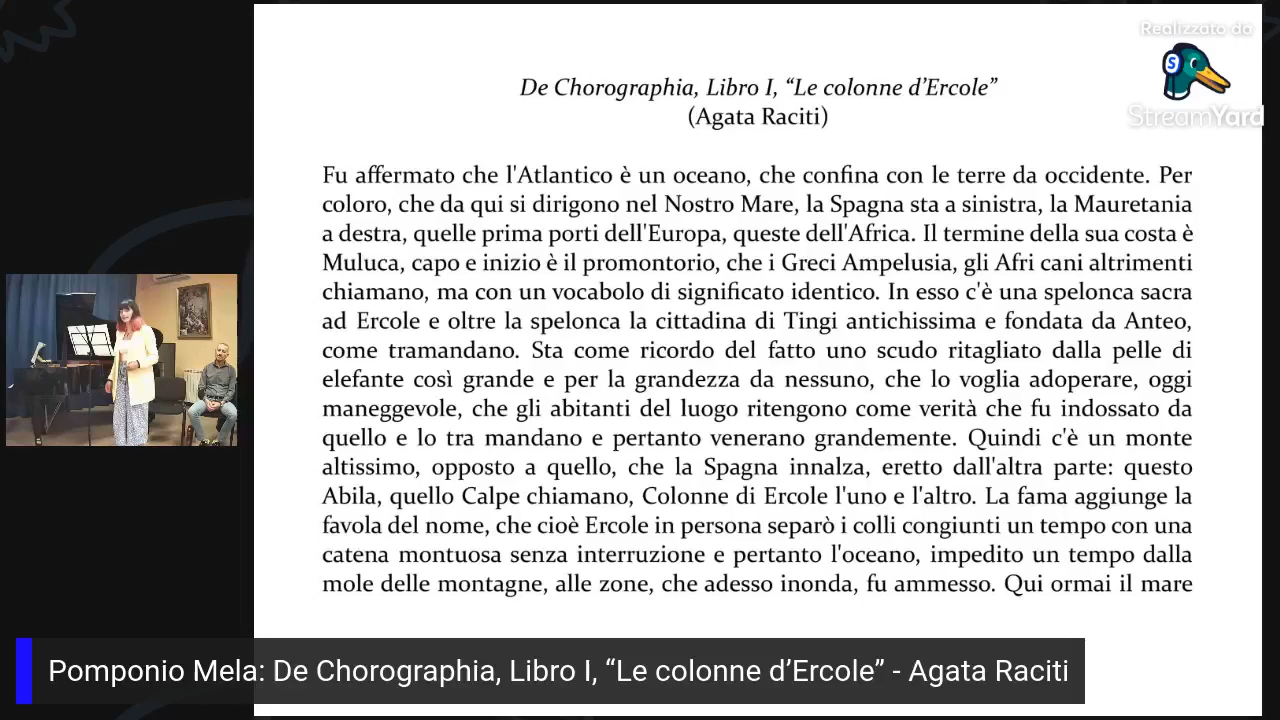 Realizzato da
StreamYard
De Chorographia, Libro I, “Le colonne d’Ercole”
(Agata Raciti)
Fu affermato che l'Atlantico è un oceano, che confina con le terre da occidente. Per
coloro, che da qui si dirigono nel Nostro Mare, la Spagna sta a sinistra, la Mauretania
a destra, quelle prima porti dell'Europa, queste dell'Africa. Il termine della sua costa è
Muluca, capo e inizio è il promontorio, che i Greci Ampelusia, gli Afri cani altrimenti
chiamano, ma con un vocabolo di significato identico. In esso c'è una spelonca sacra
ad Ercole e oltre la spelonca la cittadina di Tingi antichissima e fondata da Anteo,
come tramandano. Sta come ricordo del fatto uno scudo ritagliato dalla pelle di
elefante così grande e per la grandezza da nessuno, che lo voglia adoperare, oggi
maneggevole, che gli abitanti del luogo ritengono come verità che fu indossato da
quello e lo tra mandano e pertanto venerano grandemente. Quindi c'è un monte
altissimo, opposto a quello, che la Spagna innalza, eretto dall'altra parte: questo
Abila, quello Calpe chiamano, Colonne di Ercole l'uno e l'altro. La fama aggiunge la
favola del nome, che cioè Ercole in persona separò i colli congiunti un tempo con una
catena montuosa senza interruzione e pertanto l'oceano, impedito un tempo dalla
mole delle montagne, alle zone, che adesso inonda, fu ammesso. Qui ormai il mare
Pomponio Mela: De Chorographia, Libro I, “Le colonne d’Ercole” - Agata Raciti